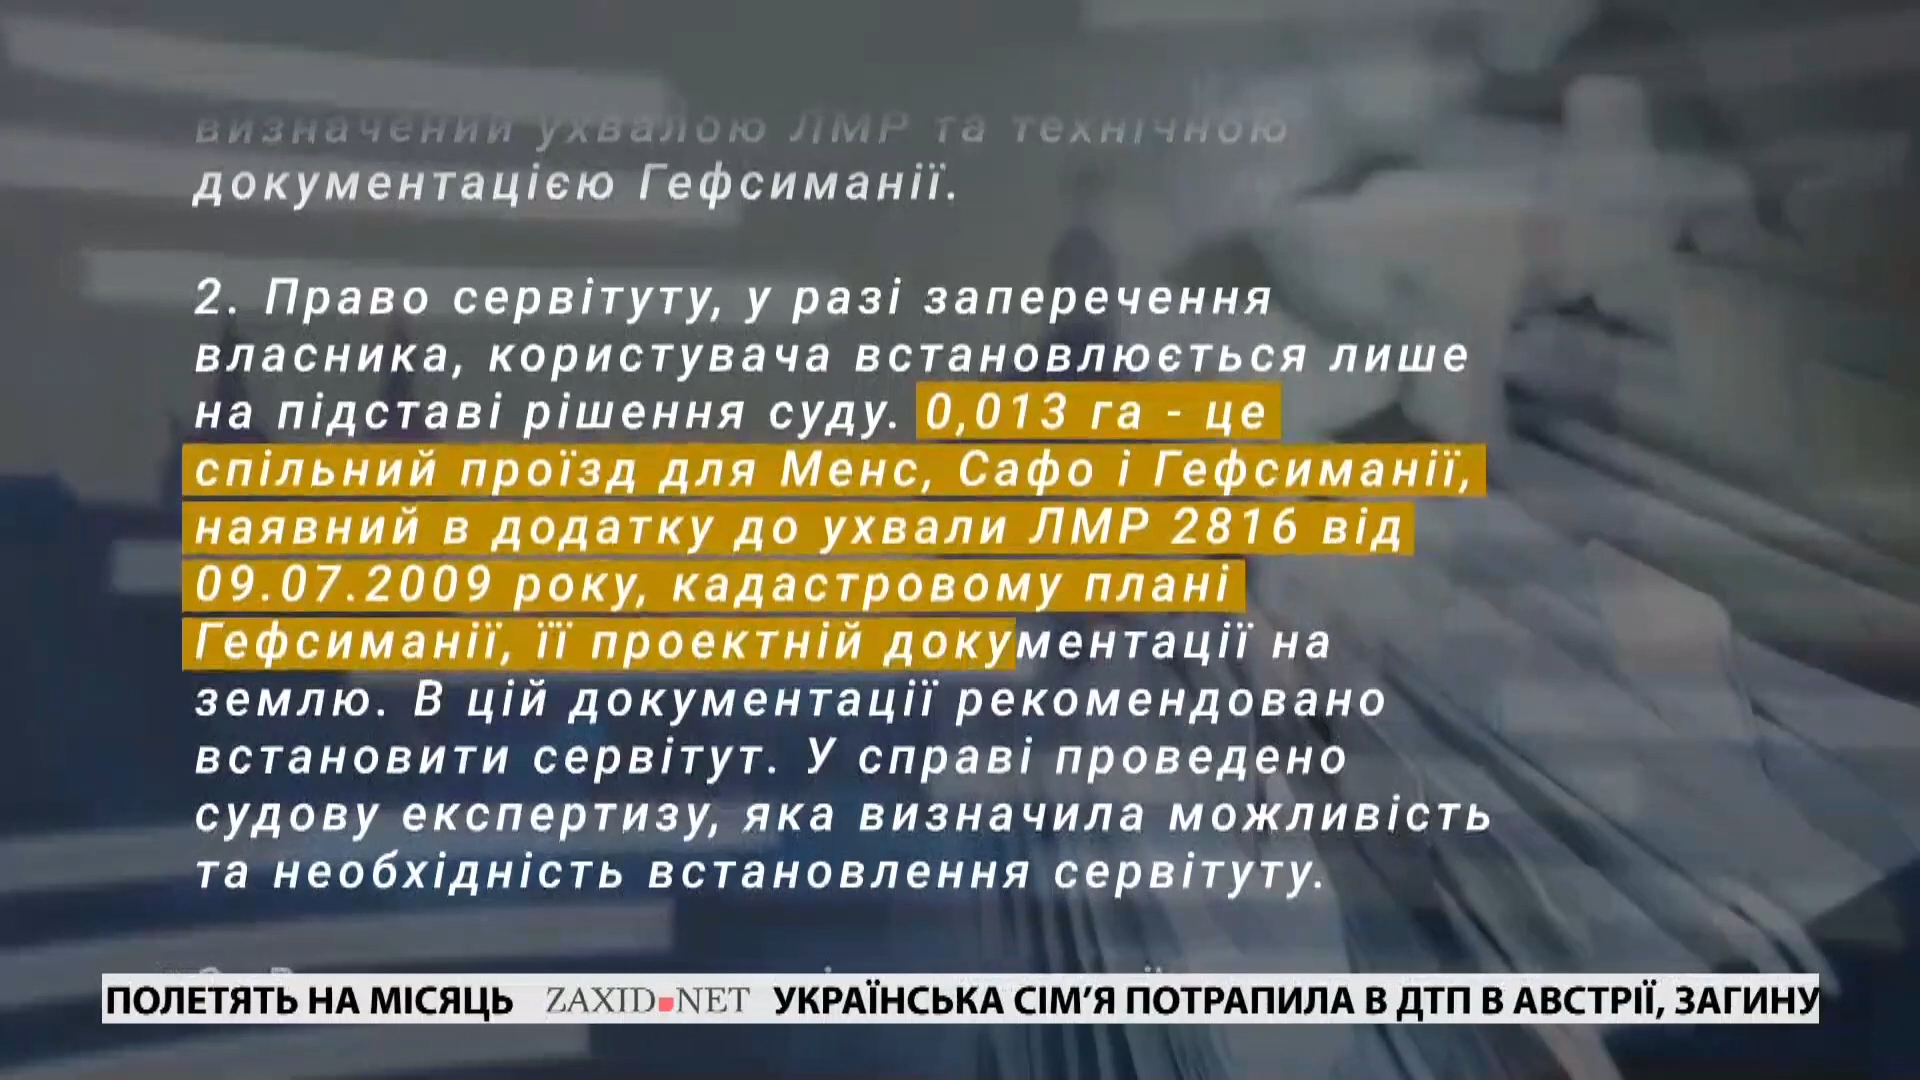 визначений ухвалою ЛМР та технічною
документацією Гефсиманії.
2. Право сервітуту, у разі заперечення
власника, користувача встановлюється лише
на підставі рішення суду. 0,013 га - це
спільний проїзд для Менс, Сафо і Гефсиманії,
наявний в додатку до ухвали ЛМР 2816 від
09.07.2009 року, кадастровому плані
Гефсиманії, її проектній документації на
землю. В цій документації рекомендовано
встановити сервітут. У справі проведено
судову експертизу, яка визначила можливість
та необхідність встановлення сервітуту.
ПОЛЕТЯТЬ НА МІСЯЦЬ ZAXID.NET УКРАЇНСЬКА СІМ'Я ПОТРАПИЛА В ДТП В АВСТРІЇ, ЗАГИНУ